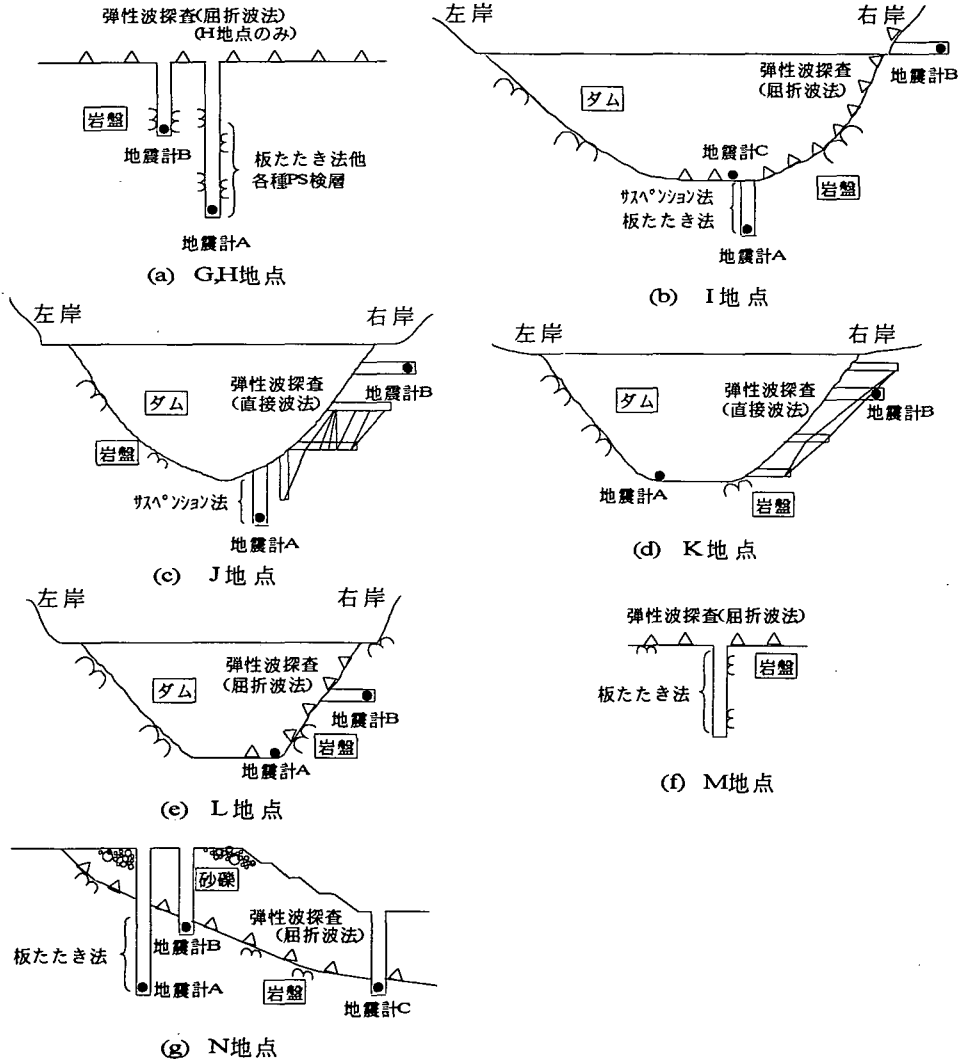 弾性波探査(屈折波法)
(H地点のみ)
岩盤
地震計B
板たたき法他
各種PS検層
地震計A
(a) G,H地点
左岸
右岸
弾性波探査
(屈折波法)
地震計B
ダム
地震計C
サスペンション法
板たたき法
岩盤
地震計A
(b) I地点
左岸
右岸
弾性波探査
(直接波法)
地震計B
ダム
岩盤
サスペンション法
地震計A
(c) J地点
左岸
右岸
弾性波探査
(直接波法)
ダム
地震計B
地震計A
岩盤
(d) K地点
左岸
右岸
弾性波探査
(屈折波法)
ダム
地震計B
岩盤
地震計A
(e) L地点
弾性波探査(屈折波法)
岩盤
板たたき法
(f) M地点
砂礫
弾性波探査
(屈折波法)
板たたき法
地震計B
地震計A
岩盤
地震計C
(g) N地点